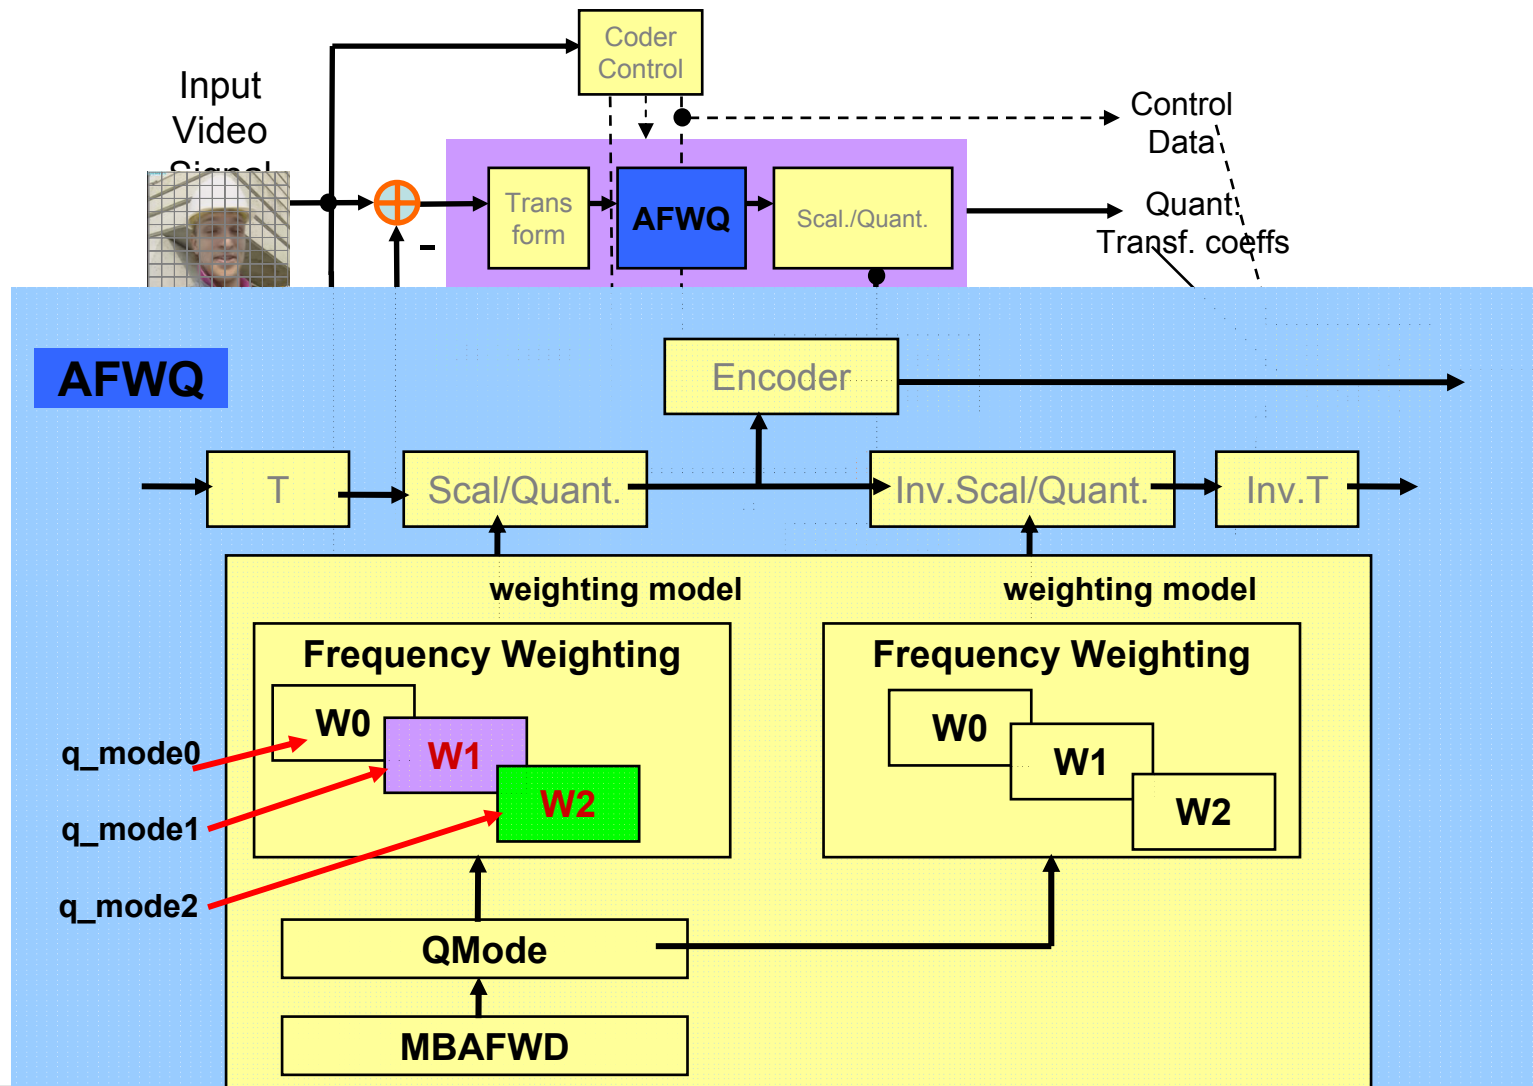 Coder
Control
Input
Video
Signal
Control
Data
Trans
form
AFWQ
Scal./Quant.
Quant.
Transf. coeffs
-
AFWQ
Encoder
T
Scal/Quant.
Inv.Scal/Quant.
Inv.T
weighting model
weighting model
Frequency Weighting
Frequency Weighting
W0
W1
W2
W0
W1
W2
q_mode0
q_mode1
q_mode2
QMode
MBAFWD